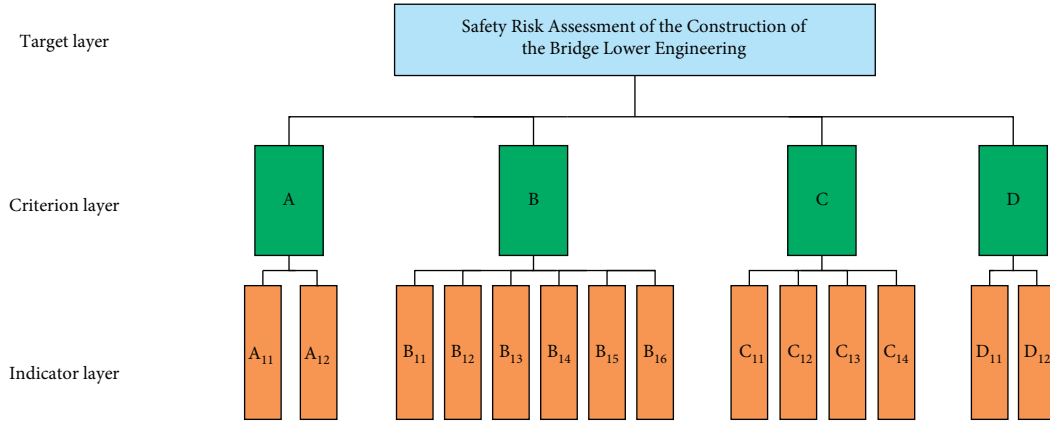 Target layer
Safety Risk Assessment of the Construction of
the Bridge Lower Engineering
Criterion layer
A
B
C
D
Indicator layer
A₁₁
A₁₂
B₁₁
B₁₂
B₁₃
B₁₄
B₁₅
B₁₆
C₁₁
C₁₂
C₁₃
C₁₄
D₁₁
D₁₂